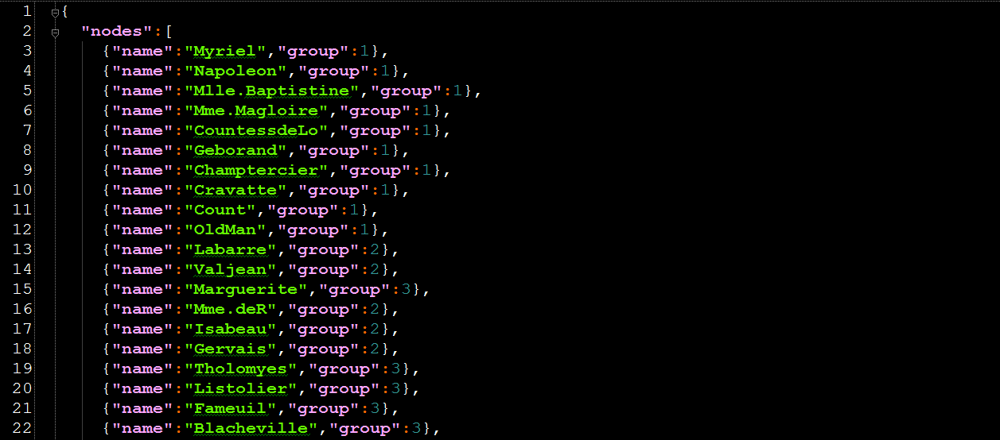 1 {
2 "nodes":[
3 {"name":"Myriel","group":1},
4 {"name":"Napoleon","group":1},
5 {"name":"Mlle.Baptistine","group":1},
6 {"name":"Mme.Magloire","group":1},
7 {"name":"CountessdeLo","group":1},
8 {"name":"Geborand","group":1},
9 {"name":"Champtercier","group":1},
10 {"name":"Cravatte","group":1},
11 {"name":"Count","group":1},
12 {"name":"OldMan","group":1},
13 {"name":"Labarre","group":2},
14 {"name":"Valjean","group":2},
15 {"name":"Marguerite","group":3},
16 {"name":"Mme.deR","group":2},
17 {"name":"Isabeau","group":2},
18 {"name":"Gervais","group":2},
19 {"name":"Tholomyes","group":3},
20 {"name":"Listolier","group":3},
21 {"name":"Fameuil","group":3},
22 {"name":"Blacheville","group":3},